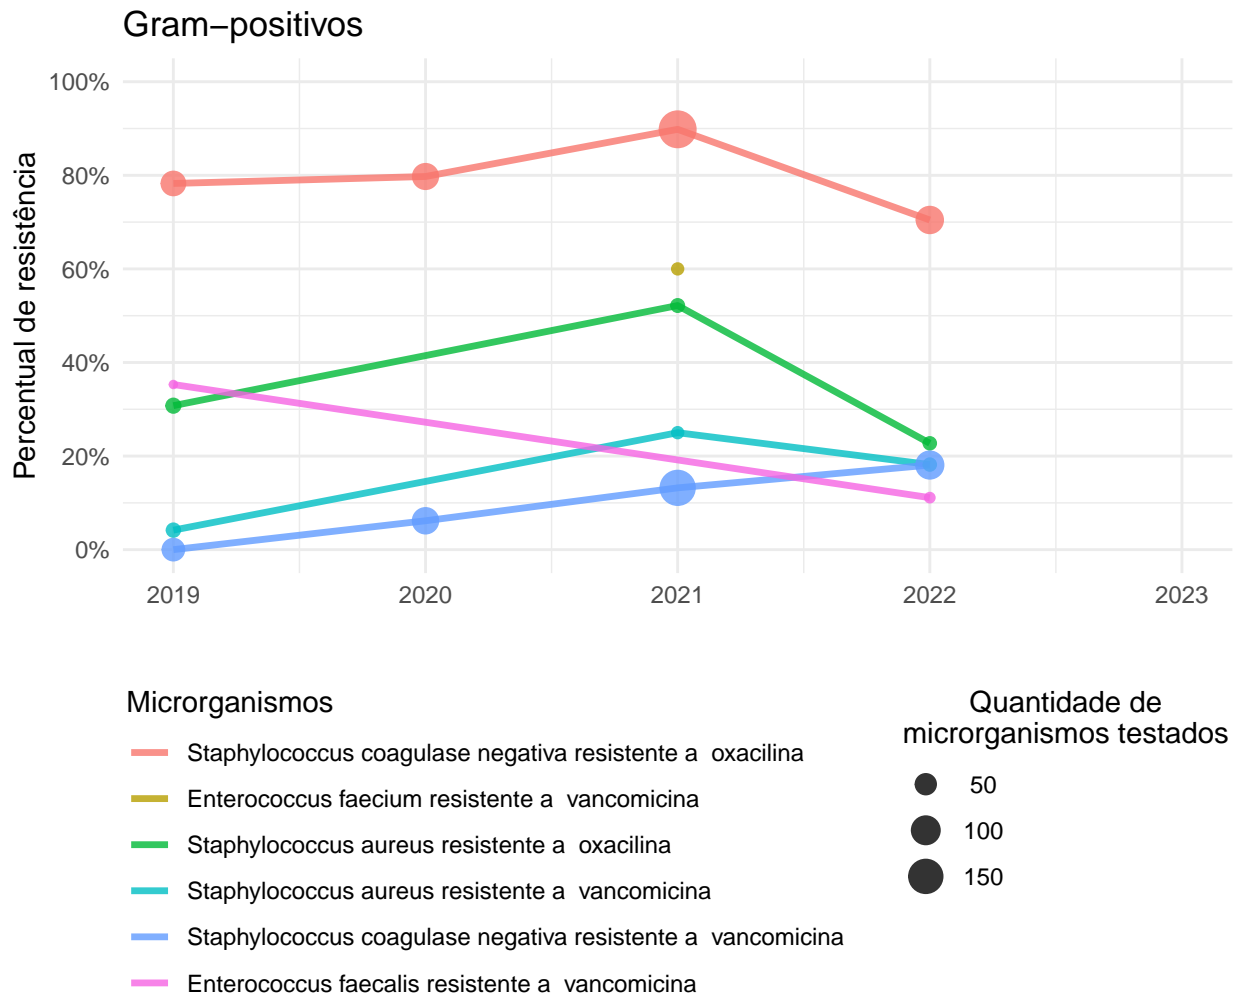 Gram−positivos
Percentual de resistência
100%
80%
60%
40%
20%
0%
2019 2020 2021 2022 2023
Microrganismos
Staphylococcus coagulase negativa resistente a  oxacilina
Enterococcus faecium resistente a  vancomicina
Staphylococcus aureus resistente a  oxacilina
Staphylococcus aureus resistente a  vancomicina
Staphylococcus coagulase negativa resistente a  vancomicina
Enterococcus faecalis resistente a  vancomicina
Quantidade de
microrganismos testados
50
100
150